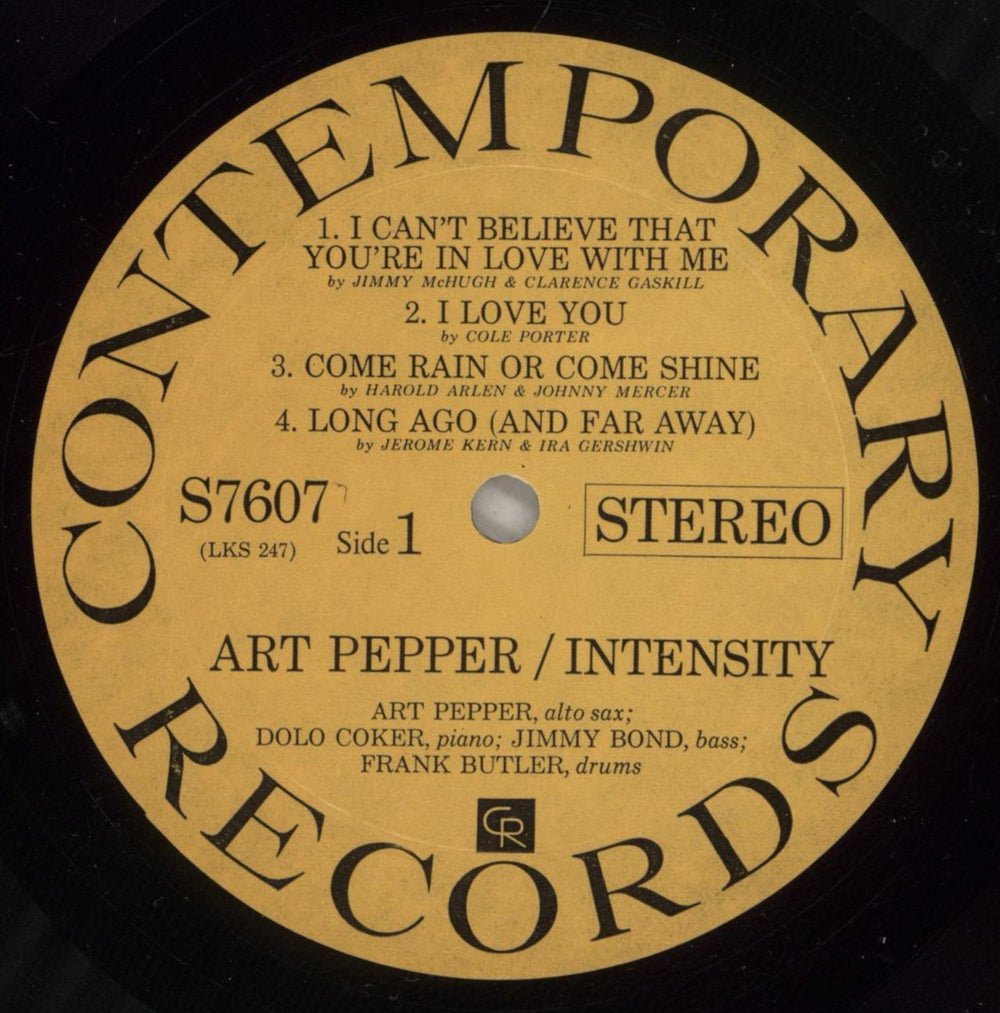 CONTEMPORARY
1. I CAN'T BELIEVE THAT
YOU'RE IN LOVE WITH ME
by JIMMY McHUGH & CLARENCE GASKILL
2. I LOVE YOU
by COLE PORTER
3. COME RAIN OR COME SHINE
by HAROLD ARLEN & JOHNNY MERCER
4. LONG AGO (AND FAR AWAY)
by JEROME KERN & IRA GERSHWIN
S7607
(LKS 247)
Side 1
STEREO
ART PEPPER / INTENSITY
ART PEPPER, alto sax;
DOLO COKER, piano; JIMMY BOND, bass;
FRANK BUTLER, drums
CR
RECORDS